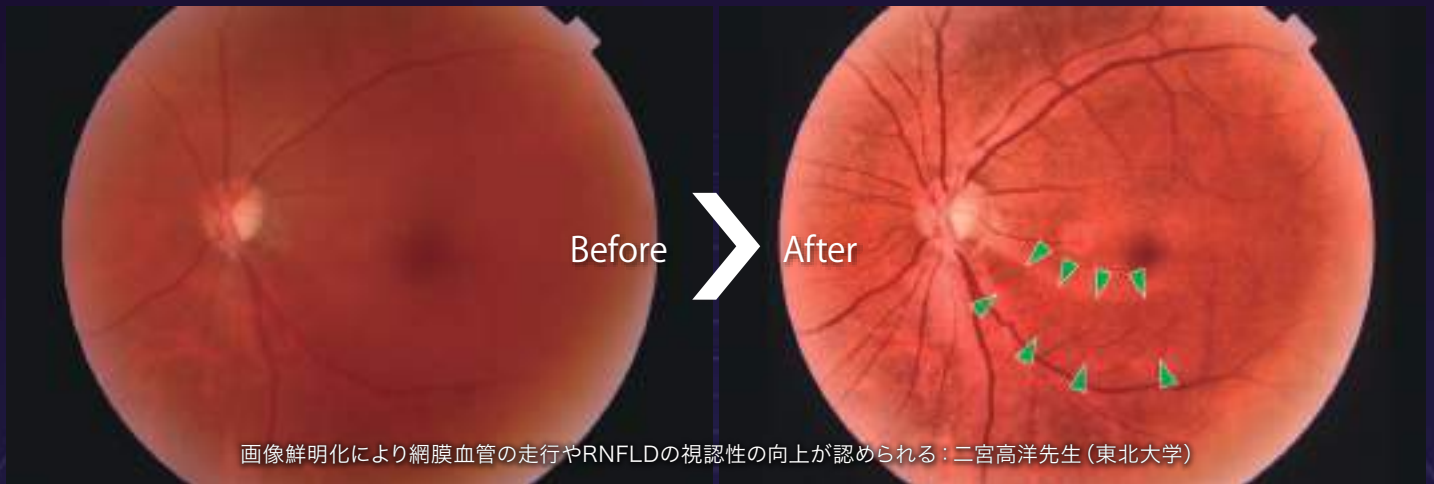 Before
After
画像鮮明化により網膜血管の走行やRNFLDの視認性の向上が認められる：二宮高洋先生（東北大学）